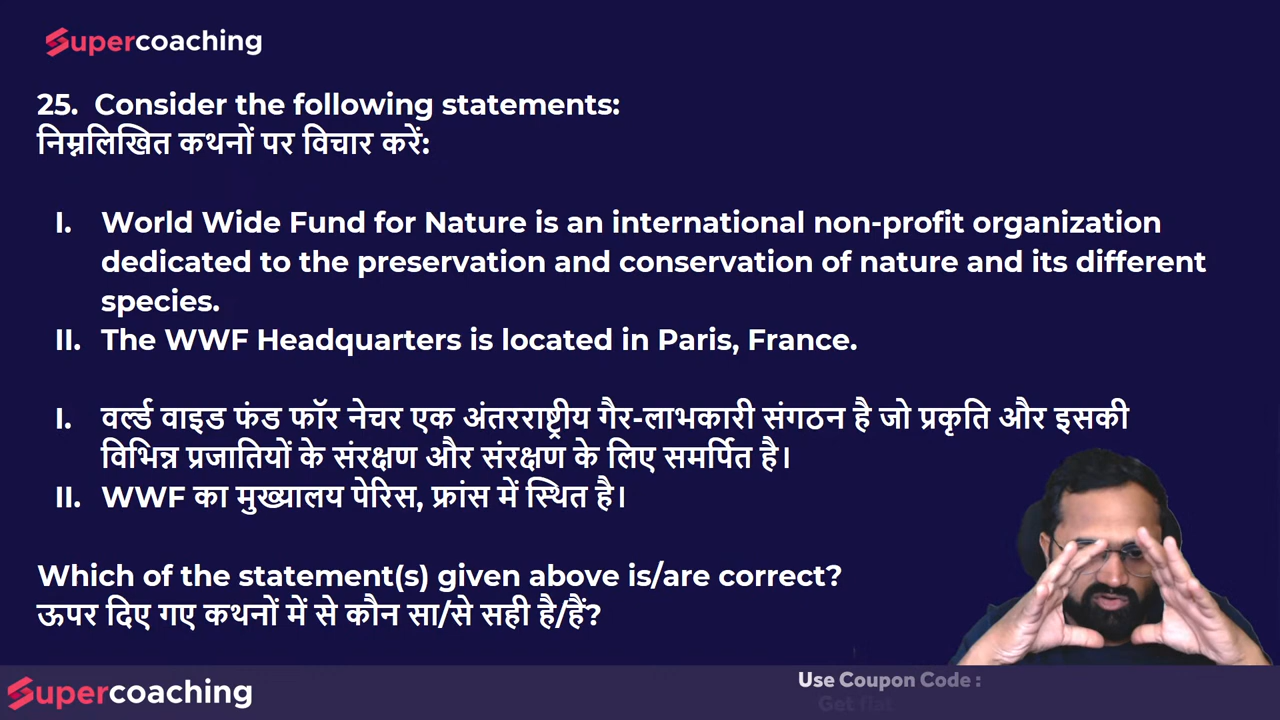 Supercoaching
25. Consider the following statements:
निम्नलिखित कथनों पर विचार करें:
I. World Wide Fund for Nature is an international non-profit organization
dedicated to the preservation and conservation of nature and its different
species.
II. The WWF Headquarters is located in Paris, France.
I. वर्ल्ड वाइड फंड फॉर नेचर एक अंतरराष्ट्रीय गैर-लाभकारी संगठन है जो प्रकृति और इसकी
विभिन्न प्रजातियों के संरक्षण और संरक्षण के लिए समर्पित है।
II. WWF का मुख्यालय पेरिस, फ्रांस में स्थित है।
Which of the statement(s) given above is/are correct?
ऊपर दिए गए कथनों में से कौन सा/से सही है/हैं?
Supercoaching
Use Coupon Code :
Get flat